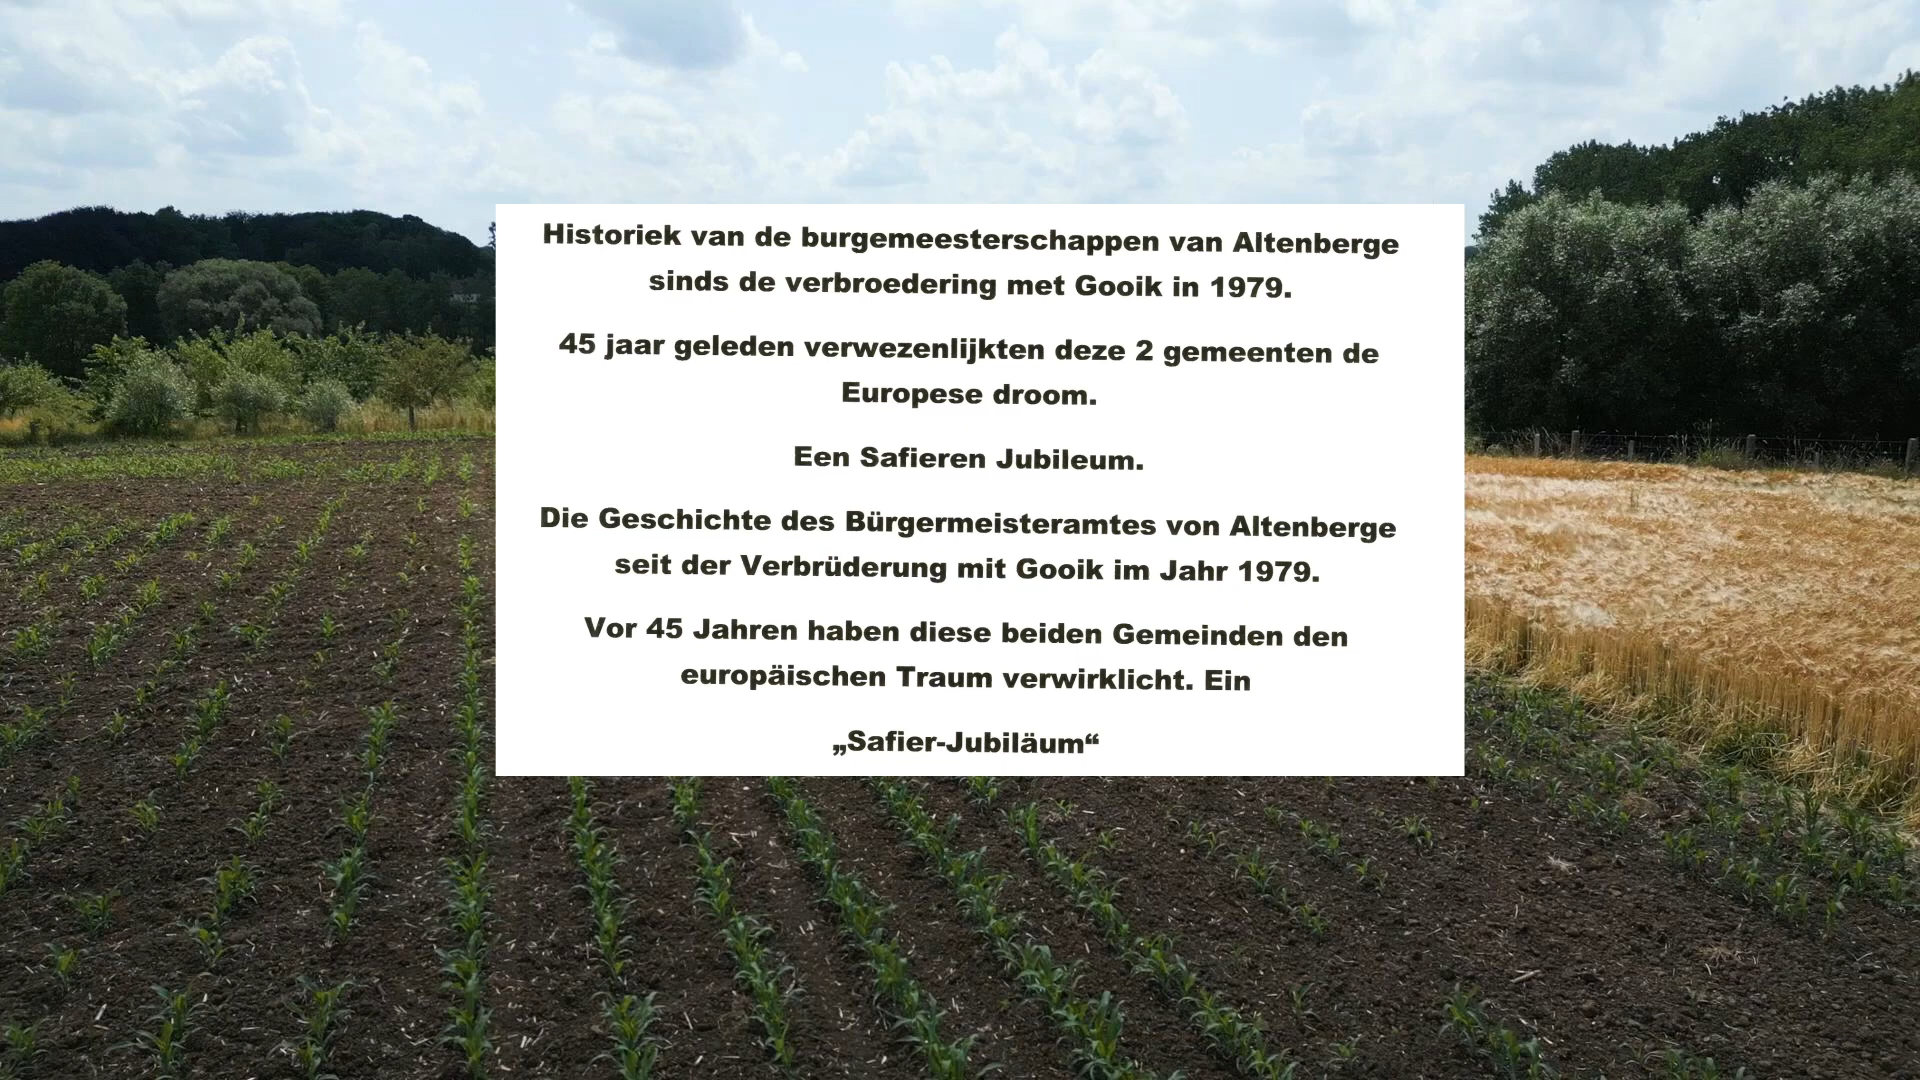 Historiek van de burgemeesterschappen van Altenberge
sinds de verbroedering met Gooik in 1979.
45 jaar geleden verwezenlijkten deze 2 gemeenten de
Europese droom.
Een Safieren Jubileum.
Die Geschichte des Bürgermeisteramtes von Altenberge
seit der Verbrüderung mit Gooik im Jahr 1979.
Vor 45 Jahren haben diese beiden Gemeinden den
europäischen Traum verwirklicht. Ein
„Safier-Jubiläum“